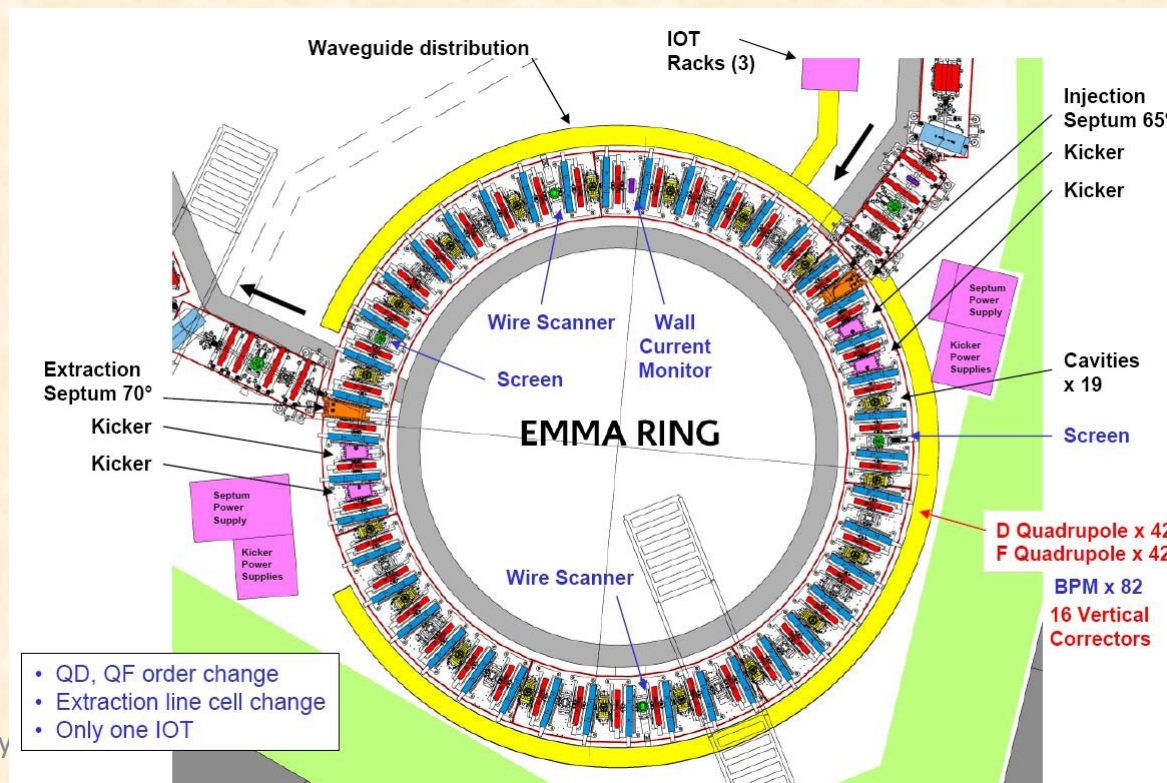 Waveguide distribution
IOT
Racks (3)
Injection
Septum 65°
Kicker
Kicker
Septum
Power
Supply
Kicker
Power
Supplies
Wire Scanner
Wall
Current
Monitor
Screen
Extraction
Septum 70°
Kicker
Kicker
Cavities
x 19
EMMA RING
Screen
Septum
Power
Supply
Kicker
Power
Supplies
D Quadrupole x 42
F Quadrupole x 42
BPM x 82
16 Vertical
Correctors
Wire Scanner
• QD, QF order change
• Extraction line cell change
• Only one IOT
y